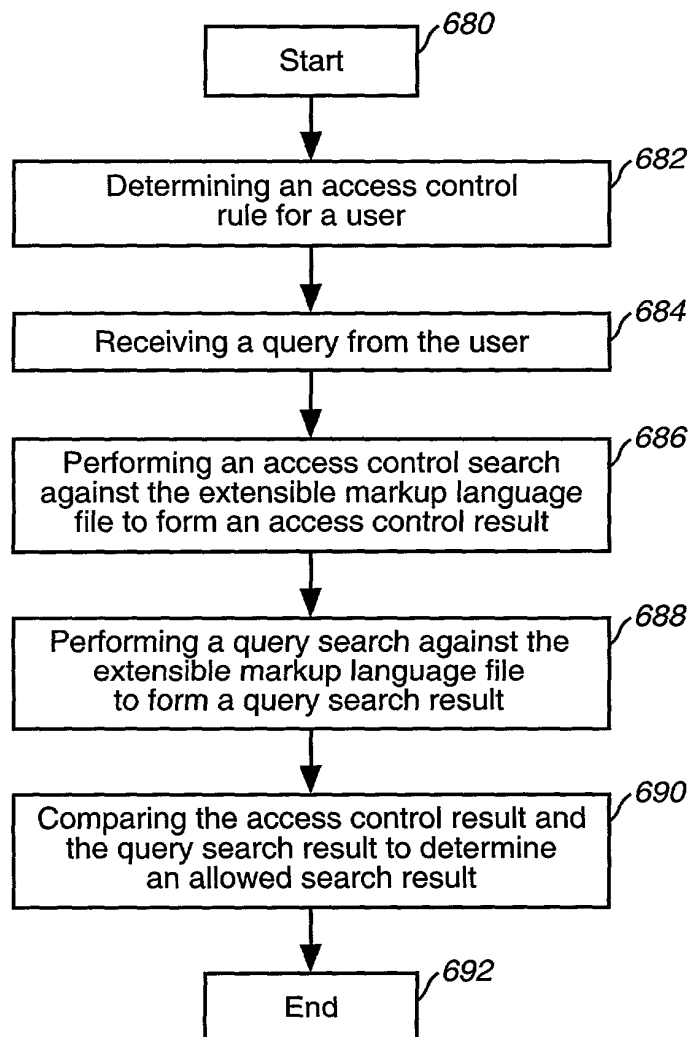 680
Start
682
Determining an access control
rule for a user
684
Receiving a query from the user
686
Performing an access control search
against the extensible markup language
file to form an access control result
688
Performing a query search against the
extensible markup language file
to form a query search result
690
Comparing the access control result and
the query search result to determine
an allowed search result
692
End